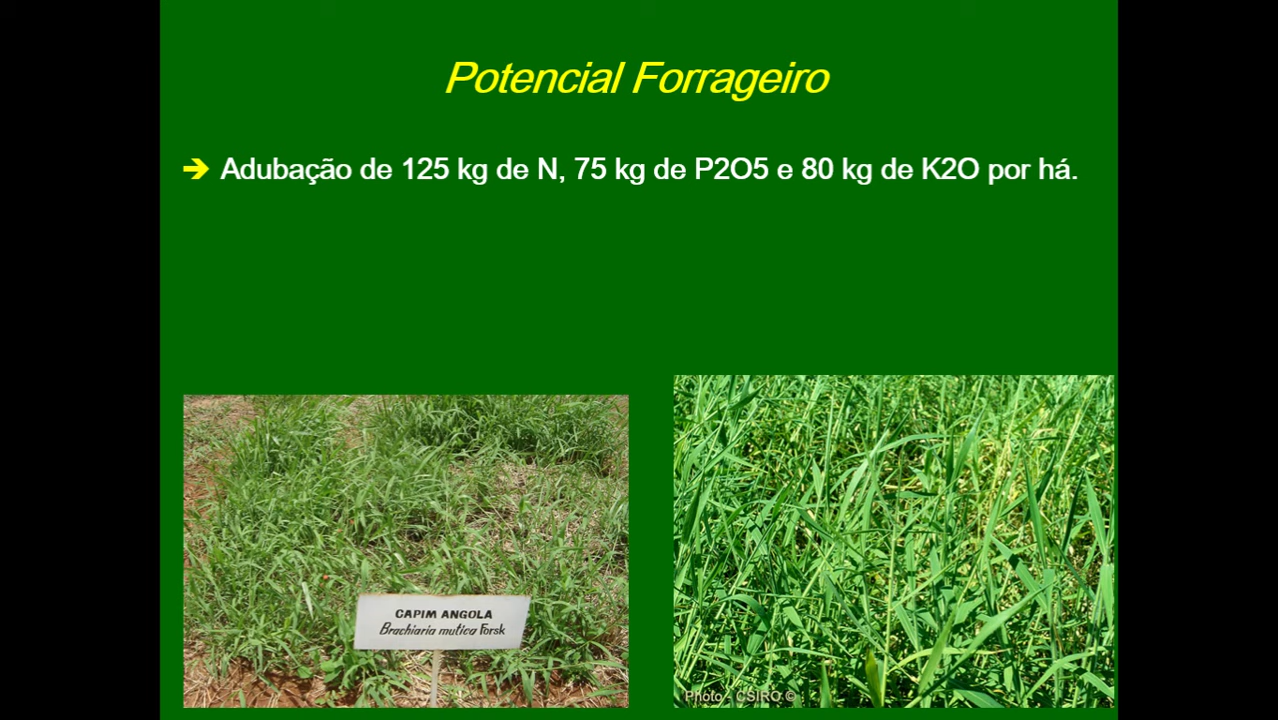 Potencial Forrageiro
➔ Adubação de 125 kg de N, 75 kg de P2O5 e 80 kg de K2O por há.
CAPIM ANGOLA
Brachiaria mutica Forsk
Photo - CSIRO ©